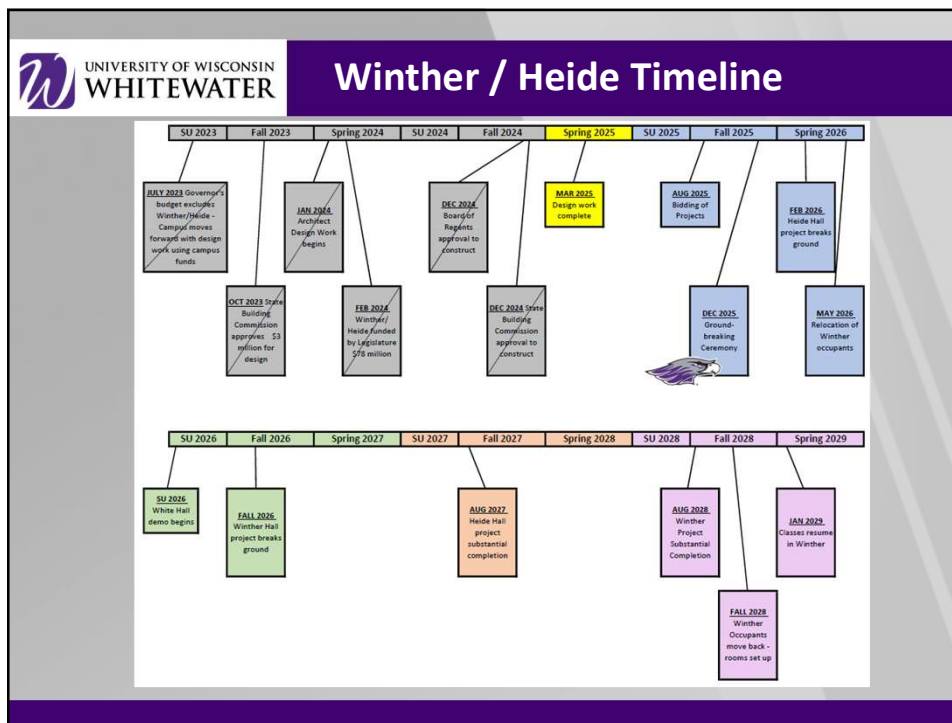 UNIVERSITY OF WISCONSIN
WHITEWATER
Winther / Heide Timeline
SU 2023 Fall 2023 Spring 2024 SU 2024 Fall 2024 Spring 2025 SU 2025 Fall 2025 Spring 2026
JULY 2023 Governor's
budget excludes
Winther/Heide -
Campus moves
forward with design
work using campus
funds
JAN 2024
Architect
Design Work
begins
DEC 2024
Board of
Regents
approval to
construct
MAR 2025
Design work
complete
AUG 2025
Bidding of
Projects
FEB 2026
Heide Hall
project breaks
ground
OCT 2023 State
Building
Commission
approves $3
million for
design
FEB 2024
Winther/
Heide funded
by Legislature
$78 million
DEC 2024 State
Building
Commission
approval to
construct
DEC 2025
Ground-
breaking
Ceremony
MAY 2026
Relocation of
Winther
occupants
SU 2026 Fall 2026 Spring 2027 SU 2027 Fall 2027 Spring 2028 SU 2028 Fall 2028 Spring 2029
SU 2026
White Hall
demo begins
FALL 2026
Winther Hall
project breaks
ground
AUG 2027
Heide Hall
project
substantial
completion
AUG 2028
Winther
Project
Substantial
Completion
JAN 2029
Classes resume
in Winther
FALL 2028
Winther
Occupants
move back -
rooms set up